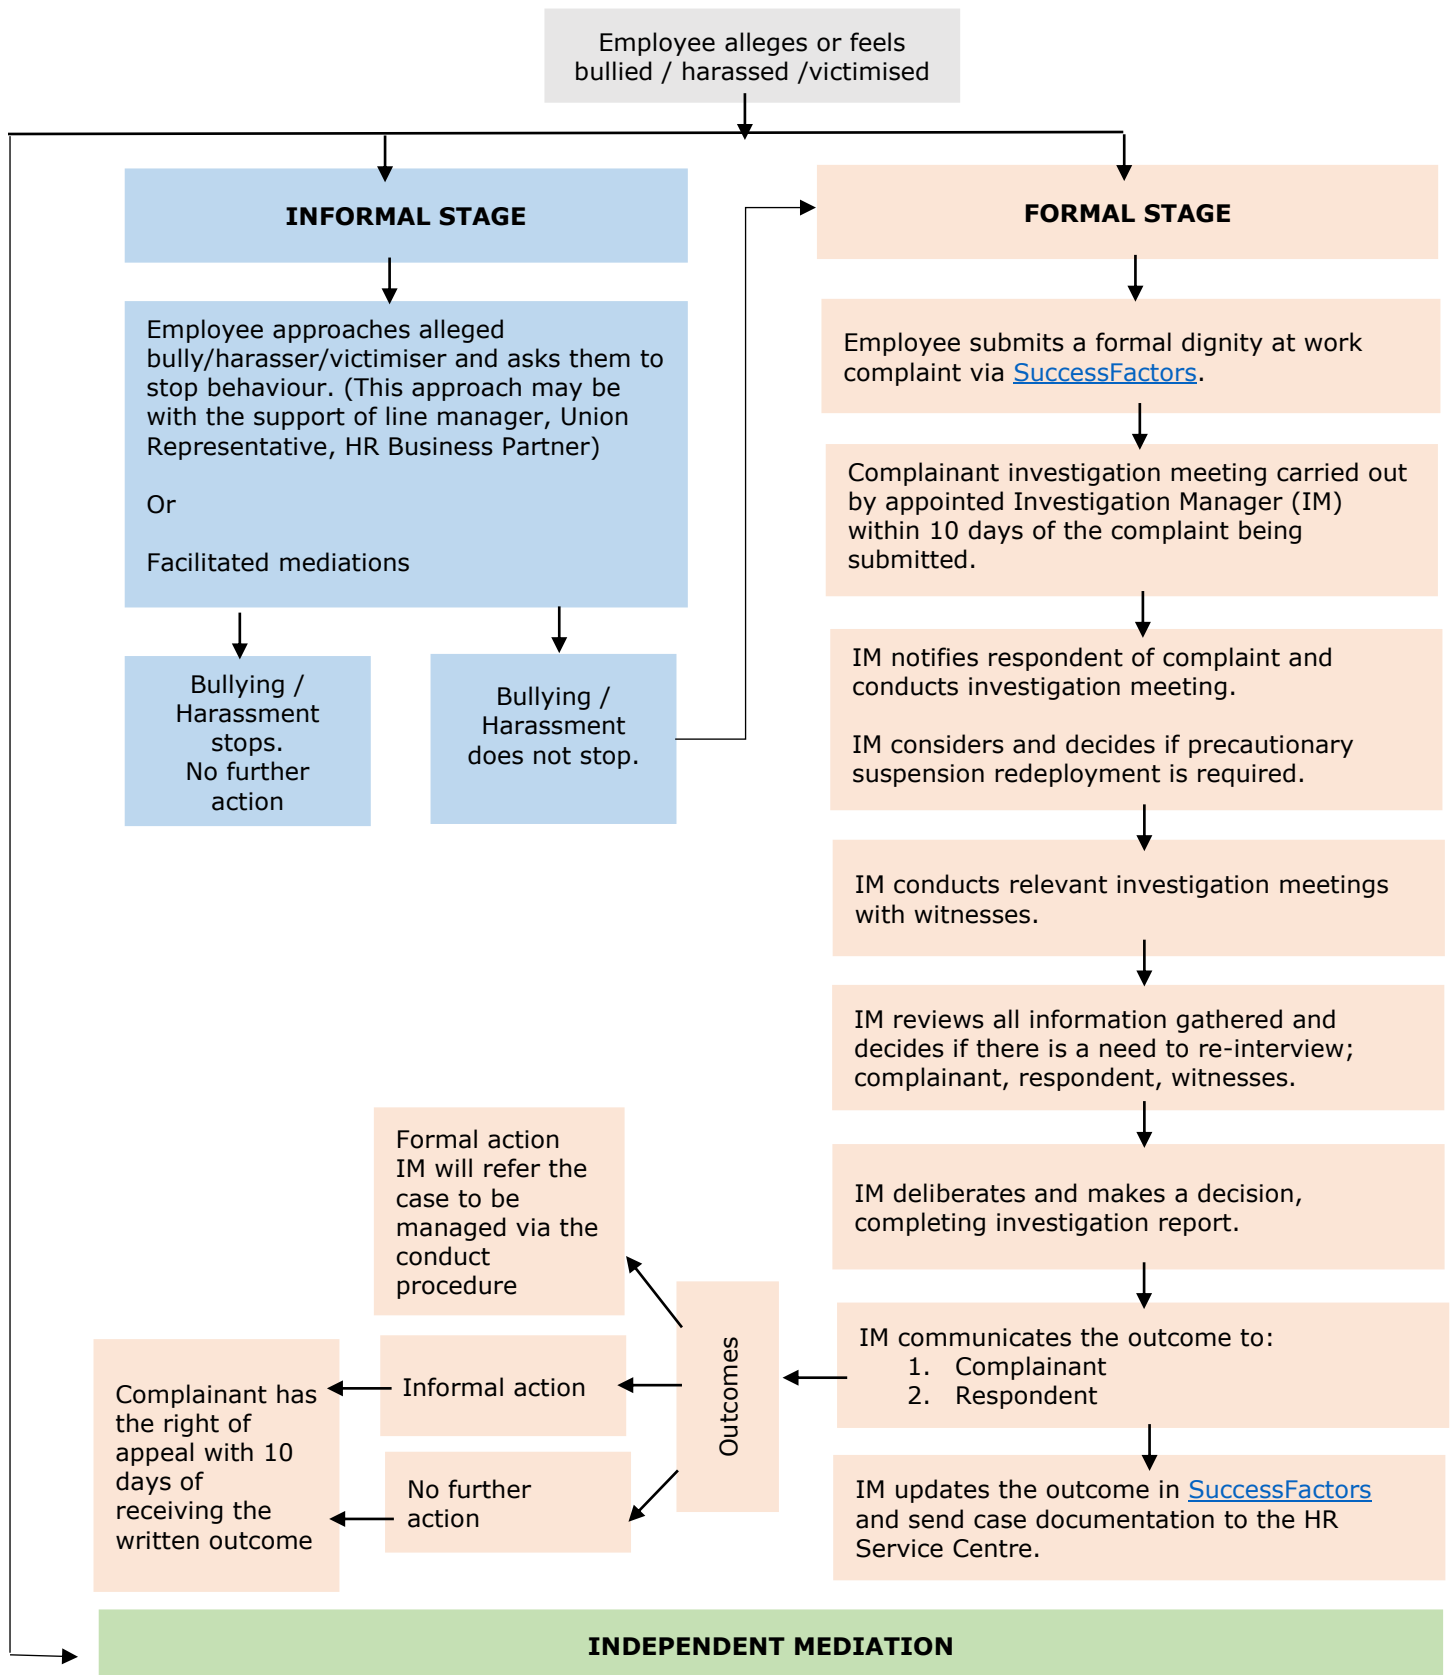 Employee alleges or feels
bullied / harassed /victimised
INFORMAL STAGE
Employee approaches alleged
bully/harasser/victimiser and asks them to
stop behaviour. (This approach may be
with the support of line manager, Union
Representative, HR Business Partner)
Or
Facilitated mediations
Bullying /
Harassment
stops.
No further
action
Bullying /
Harassment
does not stop.
FORMAL STAGE
Employee submits a formal dignity at work
complaint via SuccessFactors.
Complainant investigation meeting carried out
by appointed Investigation Manager (IM)
within 10 days of the complaint being
submitted.
IM notifies respondent of complaint and
conducts investigation meeting.
IM considers and decides if precautionary
suspension redeployment is required.
IM conducts relevant investigation meetings
with witnesses.
IM reviews all information gathered and
decides if there is a need to re-interview;
complainant, respondent, witnesses.
IM deliberates and makes a decision,
completing investigation report.
IM communicates the outcome to:
1. Complainant
2. Respondent
IM updates the outcome in SuccessFactors
and send case documentation to the HR
Service Centre.
Outcomes
Formal action
IM will refer the
case to be
managed via the
conduct
procedure
Informal action
No further
action
Complainant has
the right of
appeal with 10
days of
receiving the
written outcome
INDEPENDENT MEDIATION